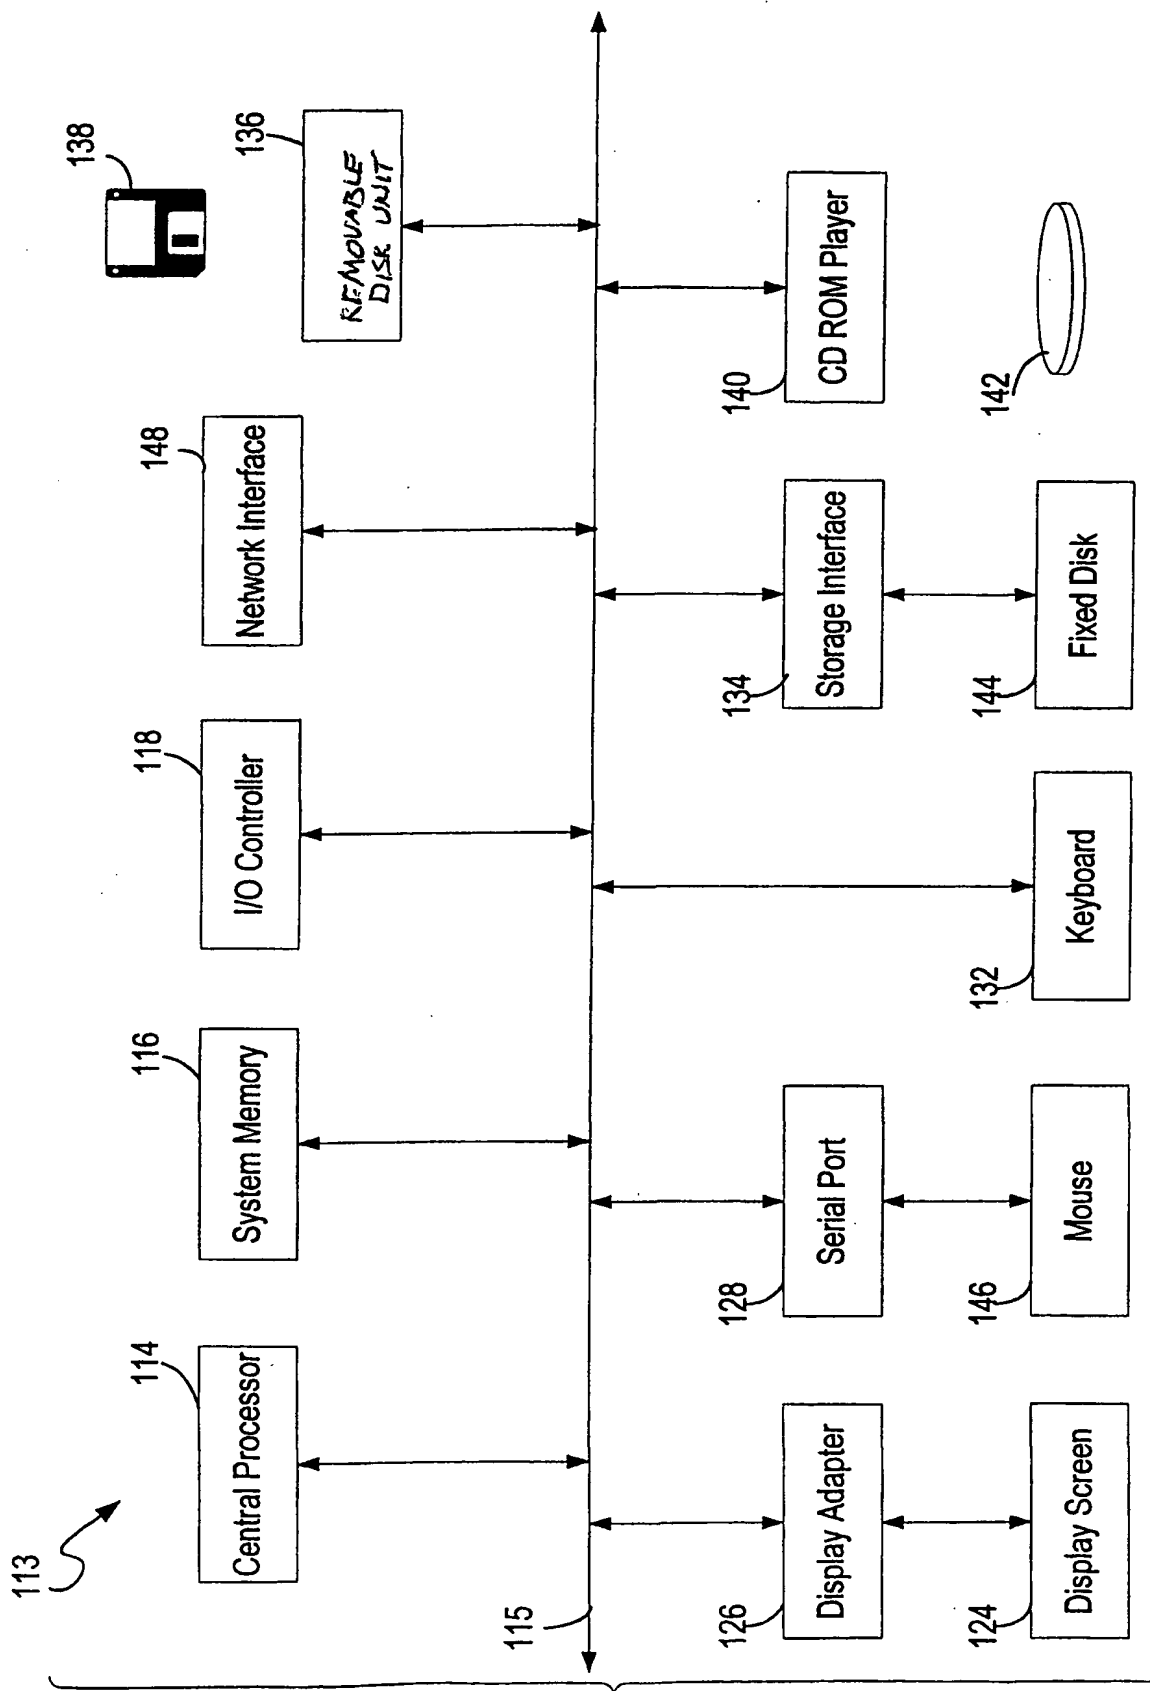 113
114
Central Processor
116
System Memory
118
I/O Controller
148
Network Interface
138
136
REMOVABLE
DISK UNIT
115
126
Display Adapter
128
Serial Port
134
Storage Interface
140
CD ROM Player
124
Display Screen
146
Mouse
132
Keyboard
144
Fixed Disk
142